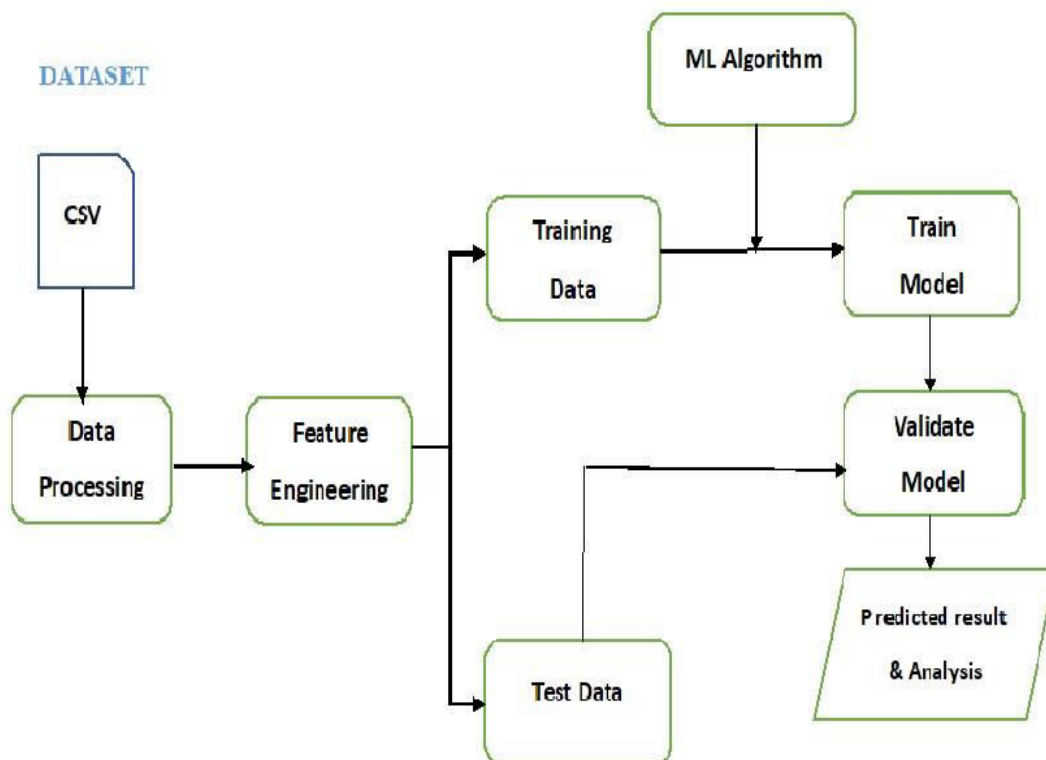 DATASET
ML Algorithm
CSV
Training
Data
Train
Model
Data
Processing
Feature
Engineering
Validate
Model
Test Data
Predicted result
& Analysis